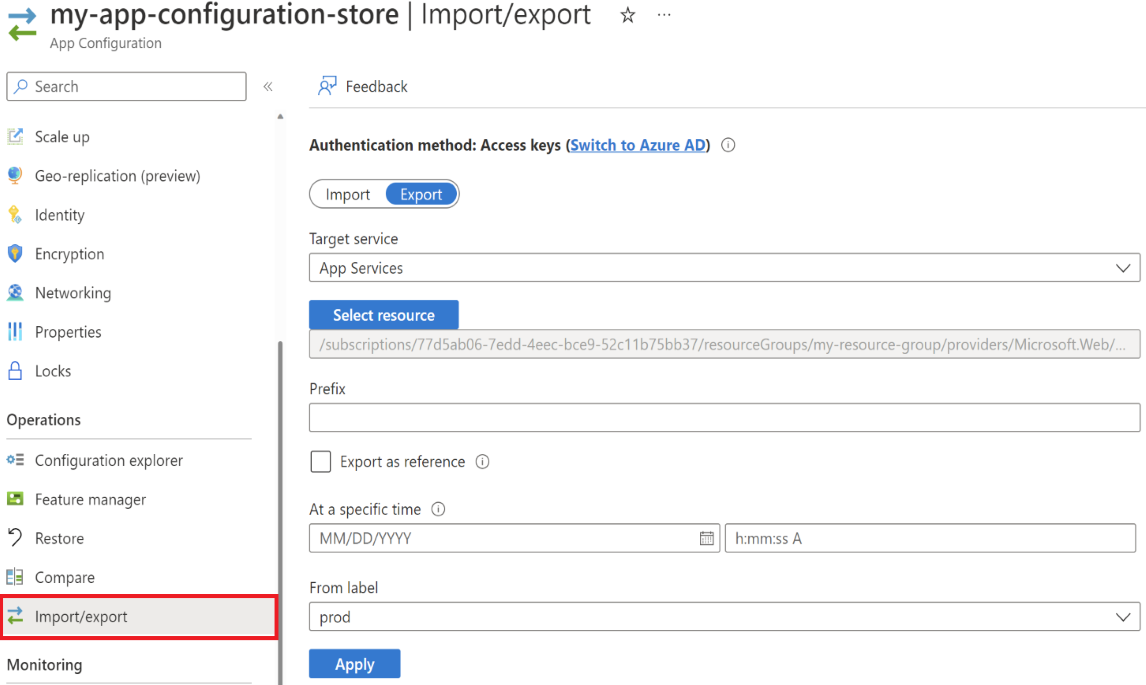 my-app-configuration-store | Import/export
App Configuration
Search
Scale up
Geo-replication (preview)
Identity
Encryption
Networking
Properties
Locks
Operations
Configuration explorer
Feature manager
Restore
Compare
Import/export
Monitoring
Feedback
Authentication method: Access keys (Switch to Azure AD)
Import Export
Target service
App Services
Select resource
/subscriptions/77d5ab06-7edd-4eec-bce9-52c11b75bb37/resourceGroups/my-resource-group/providers/Microsoft.Web/...
Prefix
Export as reference
At a specific time
MM/DD/YYYY h:mm:ss A
From label
prod
Apply